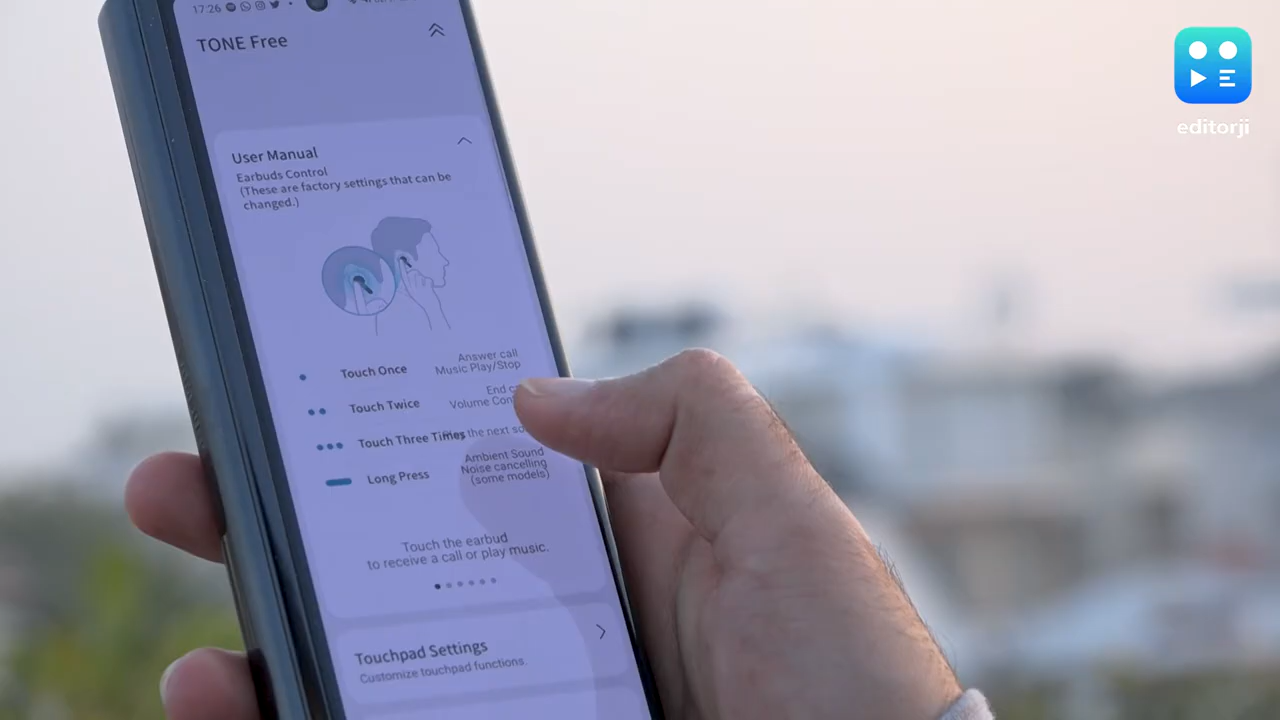 17:26
TONE Free
editorji
User Manual
Earbuds Control
(These are factory settings that can be
changed.)
Touch Once
Answer call
Music Play/Stop
Touch Twice
End
Volume
Touch Three Times
the next
Long Press
Ambient Sound
Noise cancelling
(some models)
Touch the earbud
to receive a call or play music.
Touchpad Settings
Customize touchpad functions.